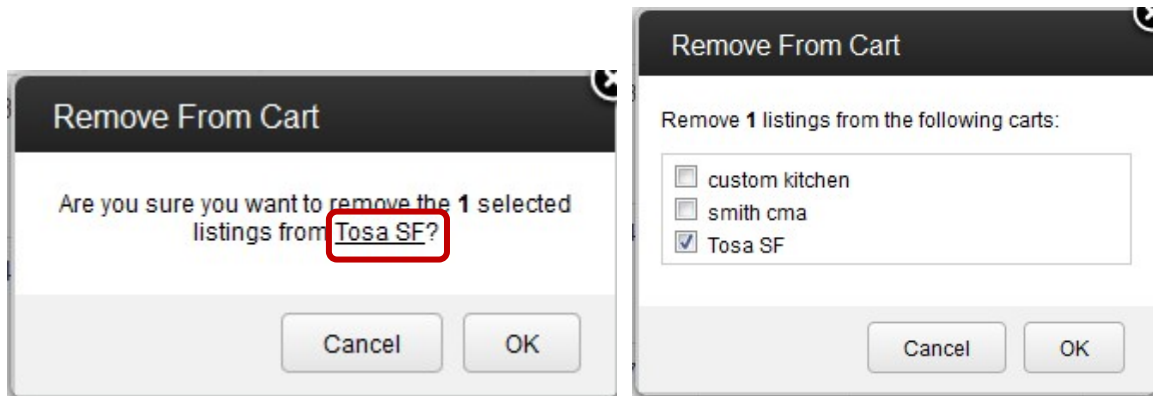 Remove From Cart
Are you sure you want to remove the 1 selected
listings from Tosa SF?
Cancel
OK
Remove From Cart
Remove 1 listings from the following carts:
custom kitchen
smith cma
Tosa SF
Cancel
OK